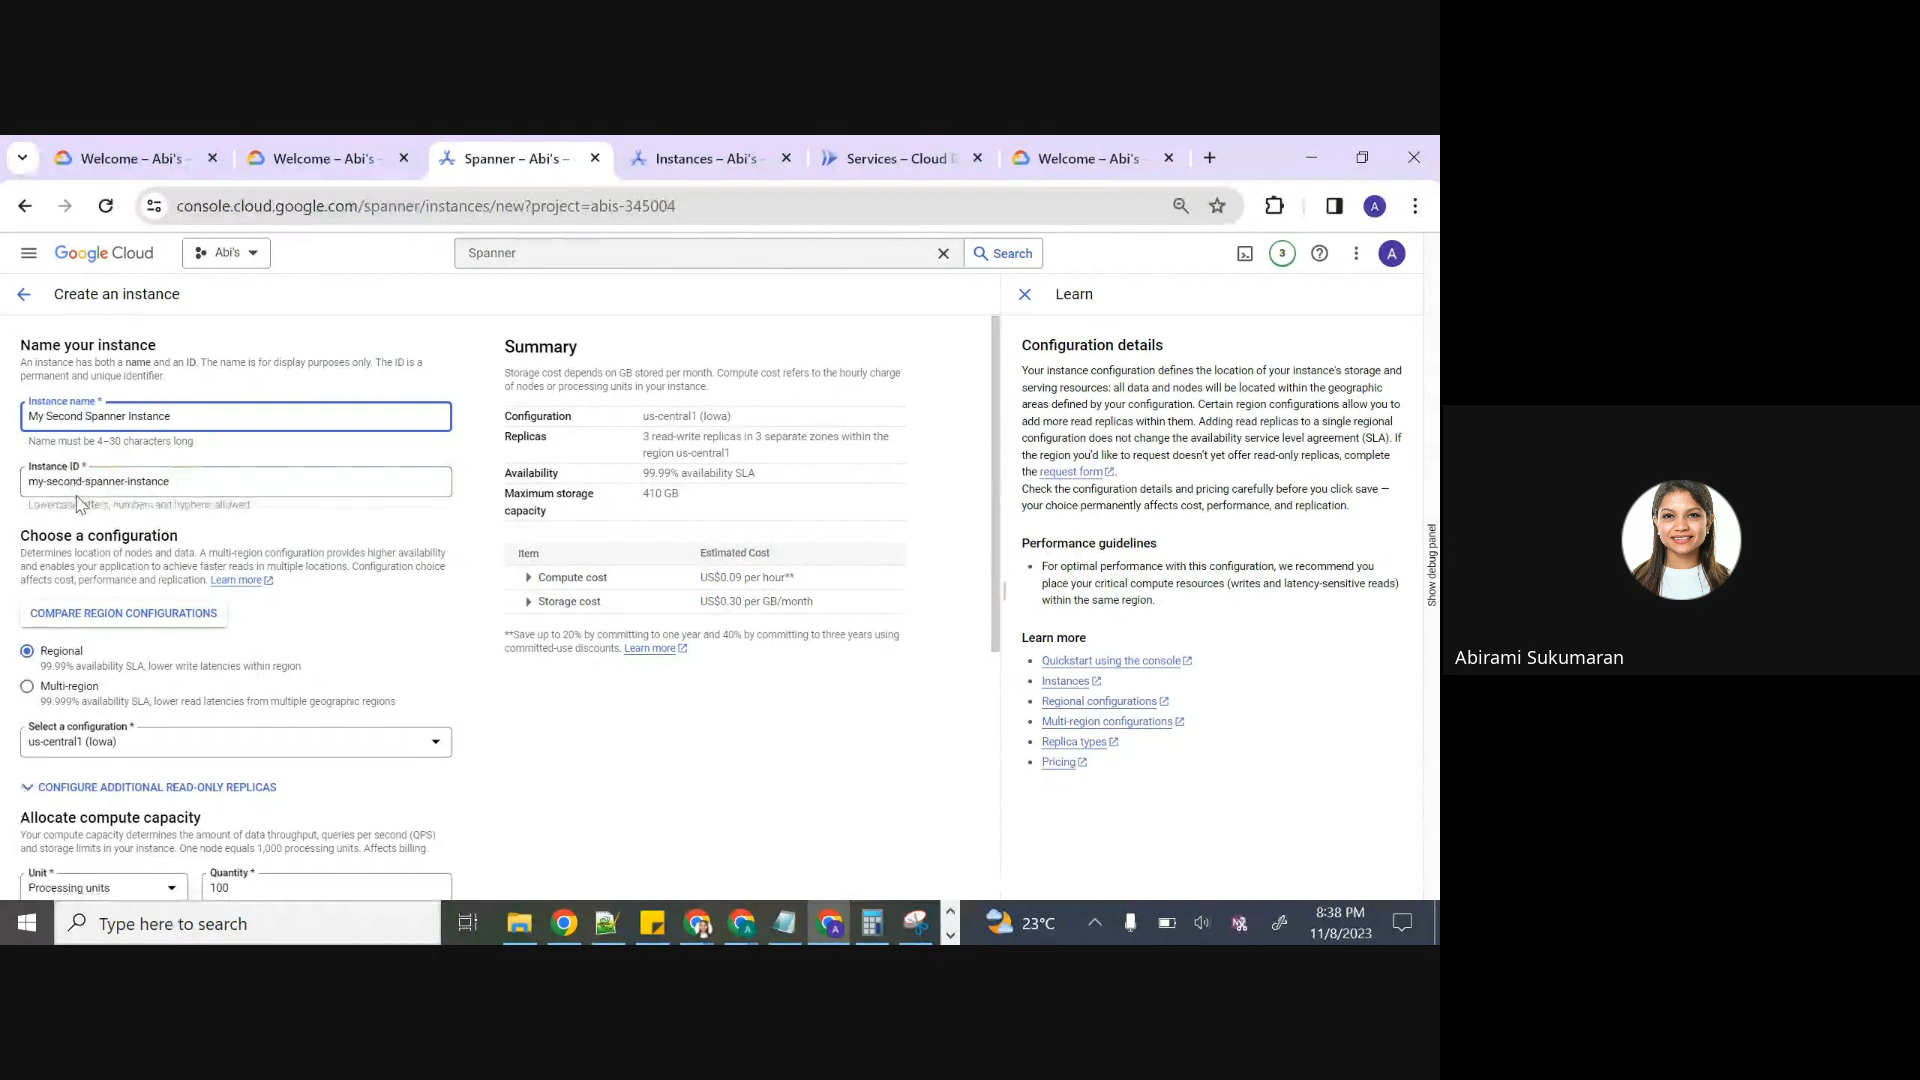 Welcome – Abi's
Welcome – Abi's
Spanner – Abi's –
Instances – Abi's
Services – Cloud
Welcome – Abi's
console.cloud.google.com/spanner/instances/new?project=abis-345004
A
Google Cloud
Abi's
Spanner
Search
3
A
Create an instance
Learn
Name your instance
An instance has both a name and an ID. The name is for display purposes only. The ID is a
permanent and unique identifier.
Instance name *
My Second Spanner Instance
Name must be 4–30 characters long
Instance ID *
my-second-spanner-instance
Lowercase letters, numbers and hyphens allowed
Choose a configuration
Determines location of nodes and data. A multi-region configuration provides higher availability
and enables your application to achieve faster reads in multiple locations. Configuration choice
affects cost, performance and replication. Learn more
COMPARE REGION CONFIGURATIONS
Regional
99.99% availability SLA, lower write latencies within region
Multi-region
99.999% availability SLA, lower read latencies from multiple geographic regions
Select a configuration *
us-central1 (Iowa)
CONFIGURE ADDITIONAL READ-ONLY REPLICAS
Allocate compute capacity
Your compute capacity determines the amount of data throughput, queries per second (QPS)
and storage limits in your instance. One node equals 1,000 processing units. Affects billing.
Unit *
Processing units
Quantity *
100
Summary
Storage cost depends on GB stored per month. Compute cost refers to the hourly charge
of nodes or processing units in your instance.
Configuration us-central1 (Iowa)
Replicas 3 read-write replicas in 3 separate zones within the
region us-central1
Availability 99.99% availability SLA
Maximum storage 410 GB
capacity
Item Estimated Cost
Compute cost US$0.09 per hour**
Storage cost US$0.30 per GB/month
**Save up to 20% by committing to one year and 40% by committing to three years using
committed-use discounts. Learn more
Configuration details
Your instance configuration defines the location of your instance's storage and
serving resources: all data and nodes will be located within the geographic
areas defined by your configuration. Certain region configurations allow you to
add more read replicas within them. Adding read replicas to a single regional
configuration does not change the availability service level agreement (SLA). If
the region you'd like to request doesn't yet offer read-only replicas, complete
the request form.
Check the configuration details and pricing carefully before you click save —
your choice permanently affects cost, performance, and replication.
Performance guidelines
• For optimal performance with this configuration, we recommend you
place your critical compute resources (writes and latency-sensitive reads)
within the same region.
Learn more
• Quickstart using the console
• Instances
• Regional configurations
• Multi-region configurations
• Replica types
• Pricing
Show debug panel
Type here to search
23°C
8:38 PM
11/8/2023
Abirami Sukumaran